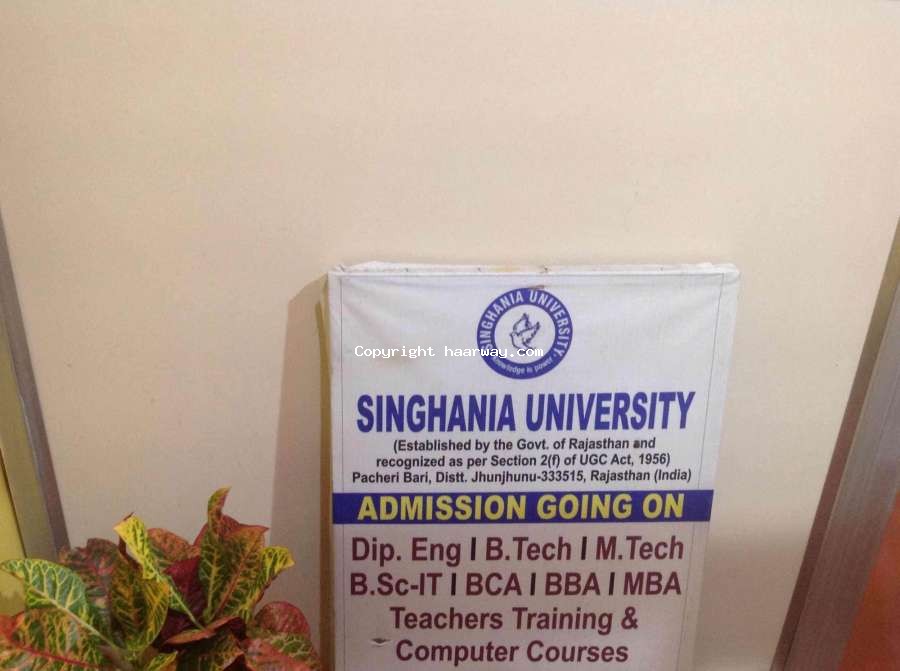 SINGHANIA UNIVERSITY
Knowledge is power
Copyright haarway.com
SINGHANIA UNIVERSITY
(Established by the Govt. of Rajasthan and
recognized as per Section 2(f) of UGC Act, 1956)
Pacheri Bari, Distt. Jhunjhunu-333515, Rajasthan (India)
ADMISSION GOING ON
Dip. Eng I B.Tech I M.Tech
B.Sc-IT I BCA I BBA I MBA
Teachers Training &
Computer Courses